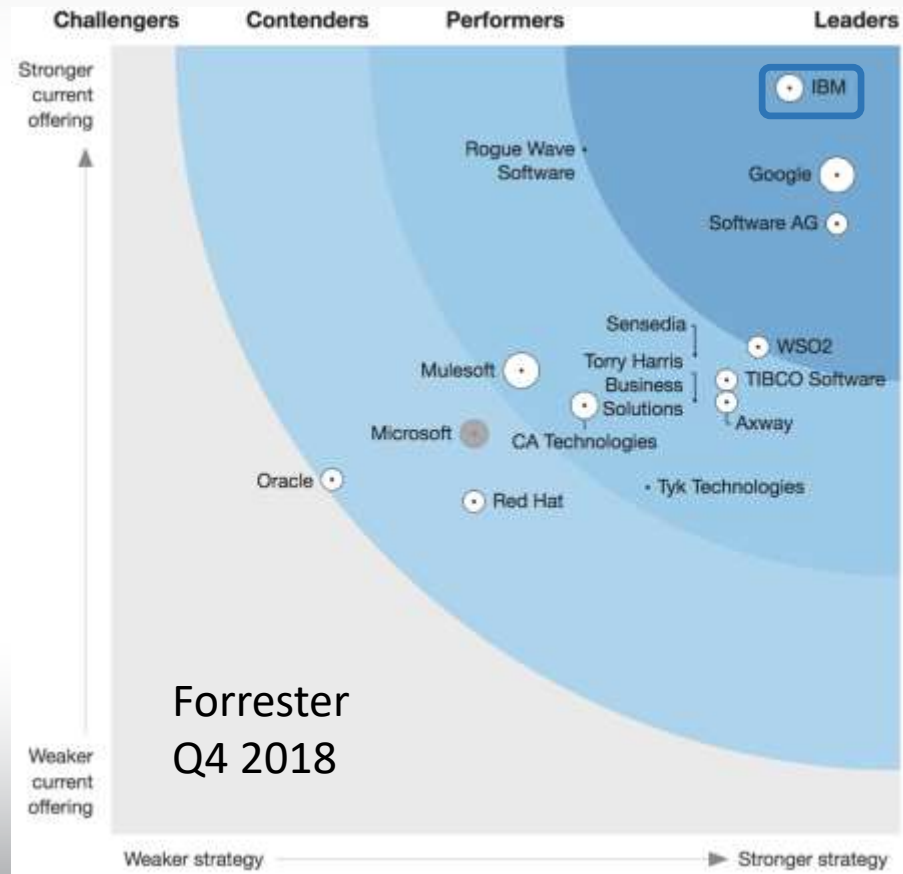 Challengers Contenders Performers Leaders
Stronger
current
offering
IBM
Rogue Wave
Software
Google
Software AG
Sensedia
WSO2
Torry Harris
Business
Solutions
TIBCO Software
Mulesoft
Axway
Microsoft
CA Technologies
Oracle
Tyk Technologies
Red Hat
Forrester
Q4 2018
Weaker
current
offering
Weaker strategy
Stronger strategy